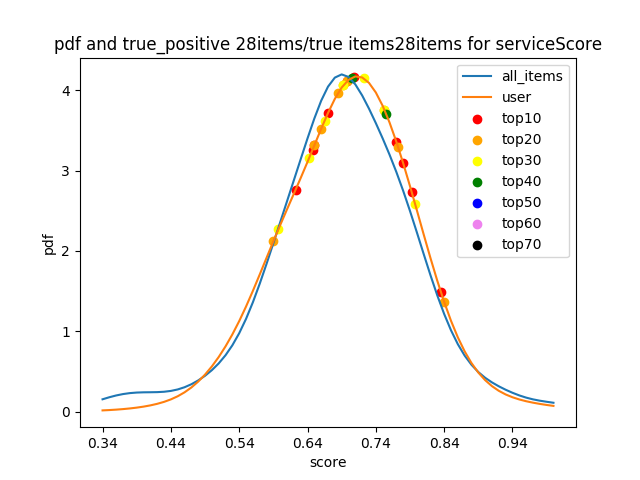 pdf and true_positive 28items/true items28items for serviceScore
all_items
user
top10
top20
top30
top40
top50
top60
top70
pdf
4
3
2
1
0
0.34 0.44 0.54 0.64 0.74 0.84 0.94
score